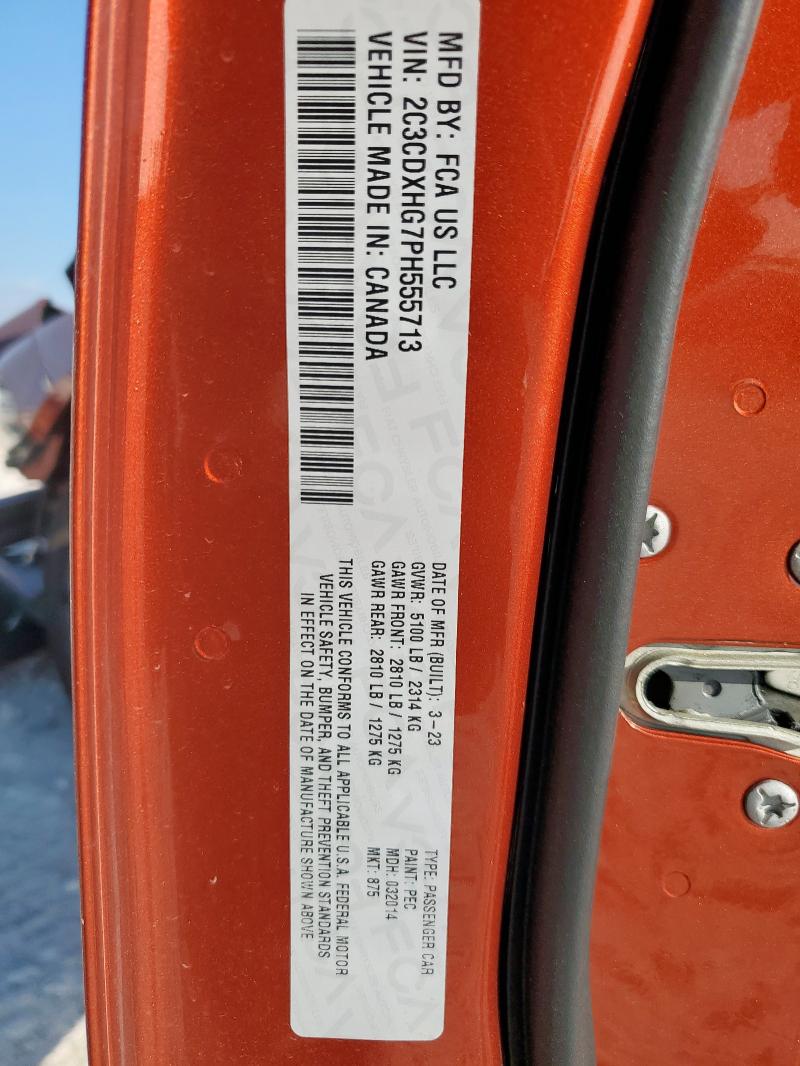 MFD BY: FCA US LLC
VIN: 2C3CDXHG7PH555713
VEHICLE MADE IN: CANADA
DATE OF MFR (BUILT): 3-23
GVWR: 5100 LB / 2314 KG
GAWR FRONT: 2810 LB / 1275 KG
GAWR REAR: 2810 LB / 1275 KG
THIS VEHICLE CONFORMS TO ALL APPLICABLE U.S.A. FEDERAL MOTOR
VEHICLE SAFETY, BUMPER, AND THEFT PREVENTION STANDARDS
IN EFFECT ON THE DATE OF MANUFACTURE SHOWN ABOVE
TYPE: PASSENGER CAR
PAINT: PEC
MDH: 032014
MKT: 875